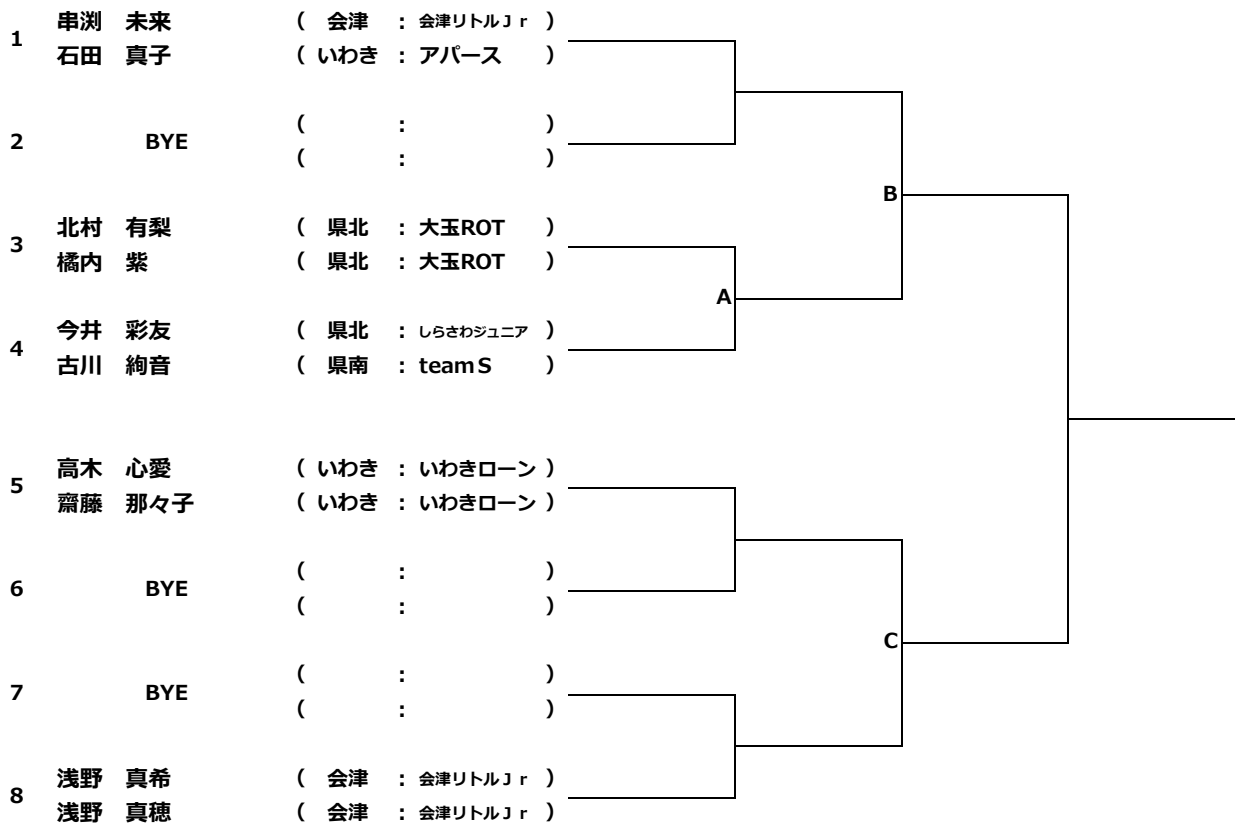 串渕　未来 ( 会津 : 会津リトルＪｒ )
1
石田　真子 ( いわき : アパース )
( : )
2 BYE
( : )
B
北村　有梨 ( 県北 : 大玉ROT )
3
橘内　紫 ( 県北 : 大玉ROT )
A
今井　彩友 ( 県北 : しらさわジュニア )
4
古川　絢音 ( 県南 : teamＳ )
高木　心愛 ( いわき : いわきローン )
5
齋藤　那々子 ( いわき : いわきローン )
( : )
6 BYE
( : )
C
( : )
7 BYE
( : )
浅野　真希 ( 会津 : 会津リトルＪｒ )
8
浅野　真穂 ( 会津 : 会津リトルＪｒ )